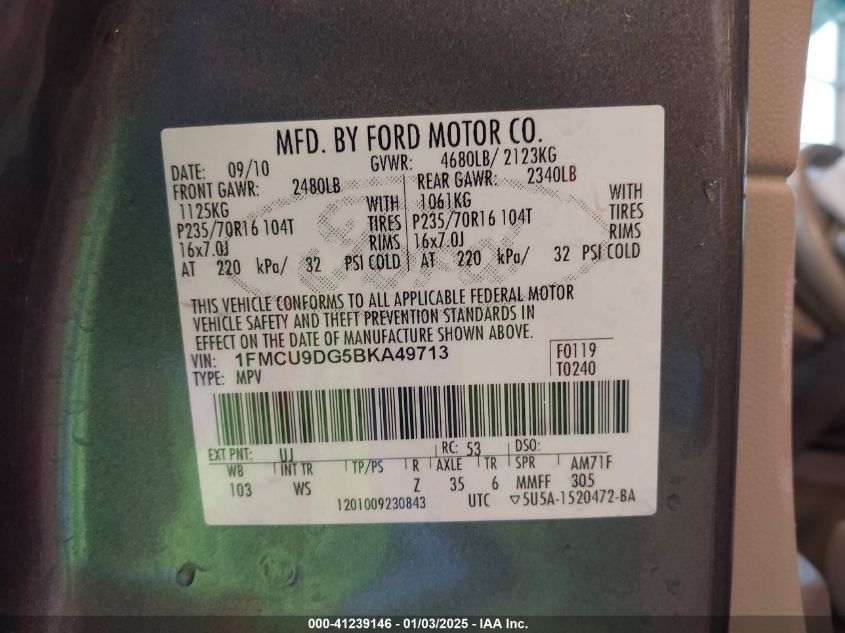 MFD. BY FORD MOTOR CO.
DATE: 09/10 GVWR: 4680LB/ 2123KG
FRONT GAWR: 2480LB REAR GAWR: 2340LB
1125KG WITH 1061KG WITH
P235/70R16 104T TIRES P235/70R16 104T TIRES
16x7.0J RIMS 16x7.0J RIMS
AT 220 kPa/ 32 PSI COLD AT 220 kPa/ 32 PSI COLD
THIS VEHICLE CONFORMS TO ALL APPLICABLE FEDERAL MOTOR
VEHICLE SAFETY AND THEFT PREVENTION STANDARDS IN
EFFECT ON THE DATE OF MANUFACTURE SHOWN ABOVE.
VIN: 1FMCU9DG5BKA49713 F0119
TYPE: MPV T0240
EXT PNT: UJ RC: 53 DSO:
WB INT TR TP/PS R AXLE TR SPR AM71F
103 WS Z 35 6 MMFF 305
1201009230843 UTC ▽5U5A-1520472-BA
000-41239146 - 01/03/2025 - IAA Inc.